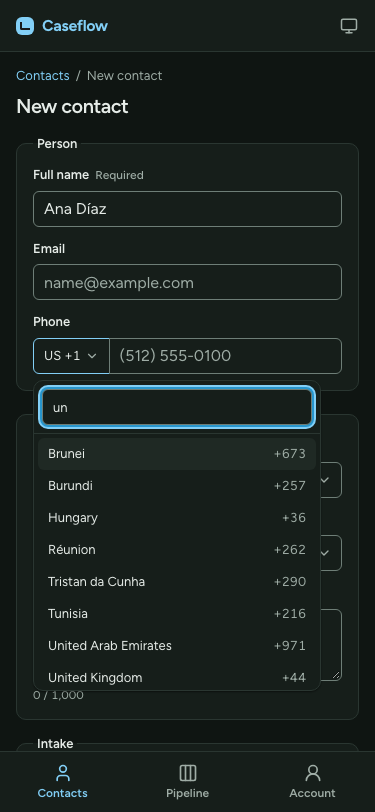 Caseflow
Contacts / New contact
New contact
Person
Full name Required
Ana Díaz
Email
name@example.com
Phone
US +1 (512) 555-0100
un
Brunei +673
Burundi +257
Hungary +36
Réunion +262
Tristan da Cunha +290
Tunisia +216
United Arab Emirates +971
United Kingdom +44
0 / 1,000
Intake
Contacts Pipeline Account